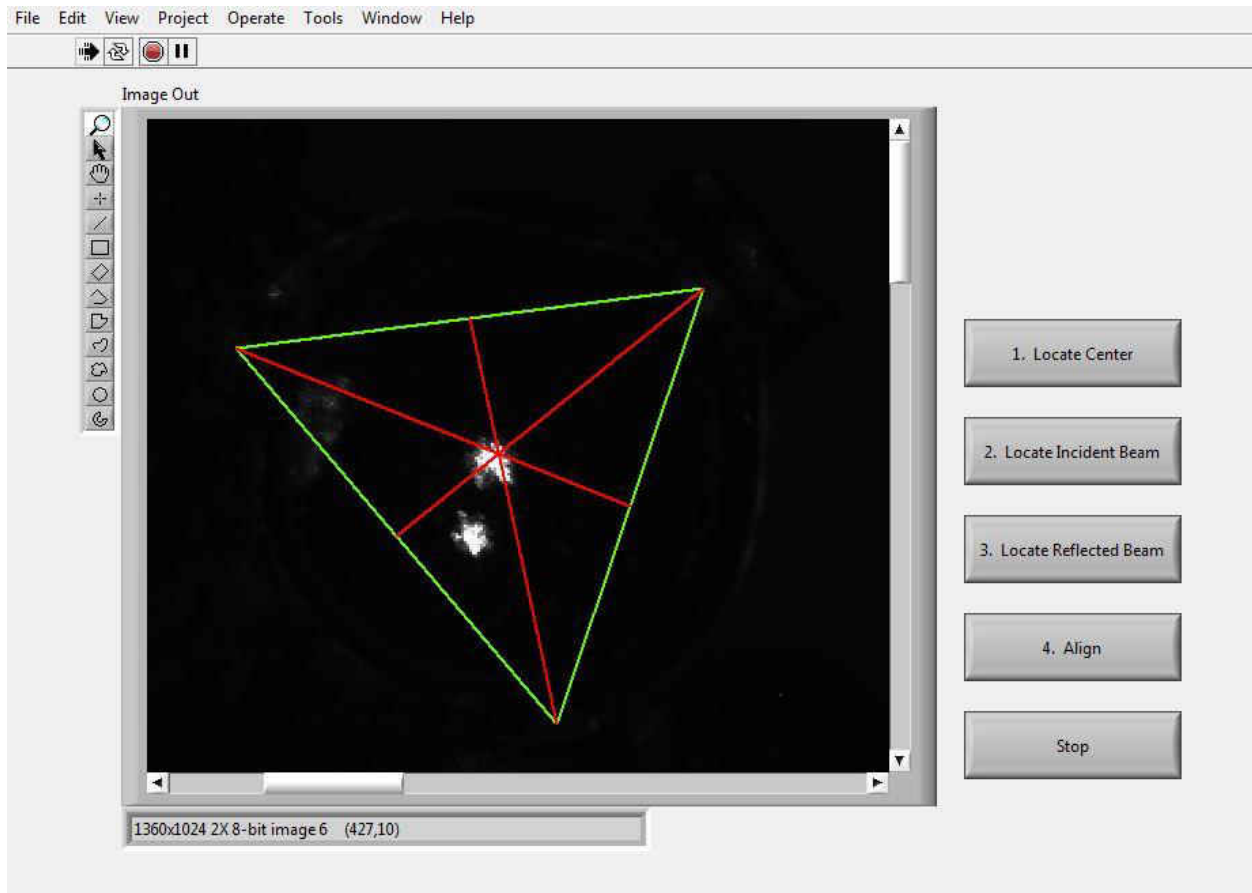 File Edit View Project Operate Tools Window Help
Image Out
1. Locate Center
2. Locate Incident Beam
3. Locate Reflected Beam
4. Align
Stop
1360x1024 2X 8-bit image 6 (427,10)